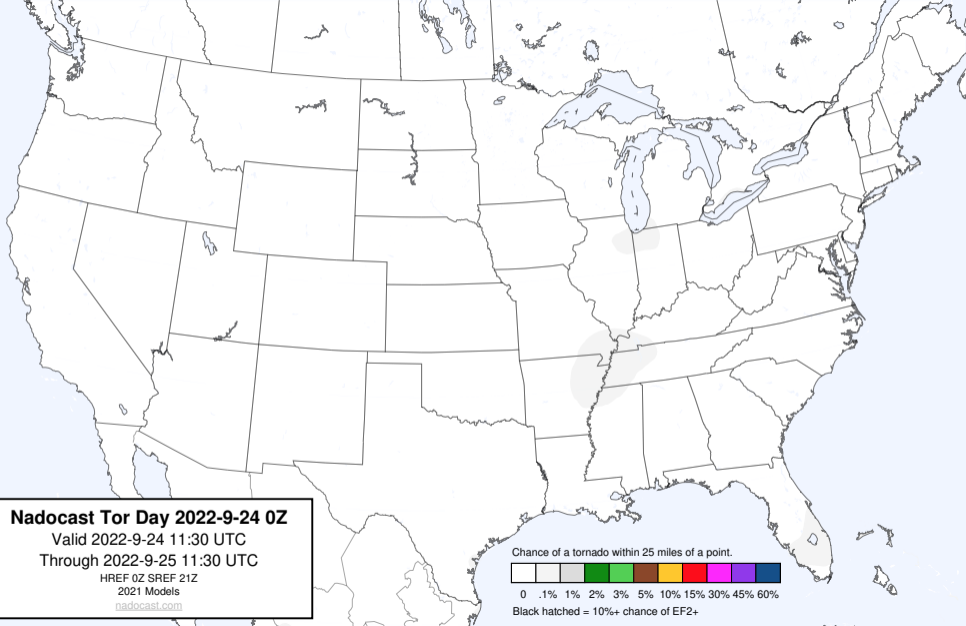 Nadocast Tor Day 2022-9-24 0Z
Valid 2022-9-24 11:30 UTC
Through 2022-9-25 11:30 UTC
HREF 0Z SREF 21Z
2021 Models
nadocast.com
Chance of a tornado within 25 miles of a point.
0 .1% 1% 2% 3% 5% 10% 15% 30% 45% 60%
Black hatched = 10%+ chance of EF2+